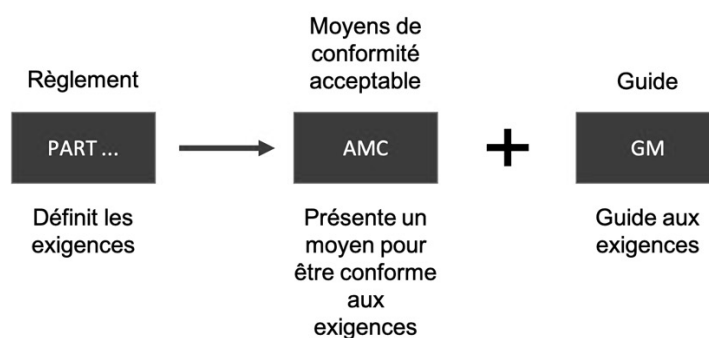 Règlement
PART ...
Définit les
exigences
Moyens de
conformité
acceptable
AMC
Présente un
moyen pour
être conforme
aux
exigences
+
Guide
GM
Guide aux
exigences